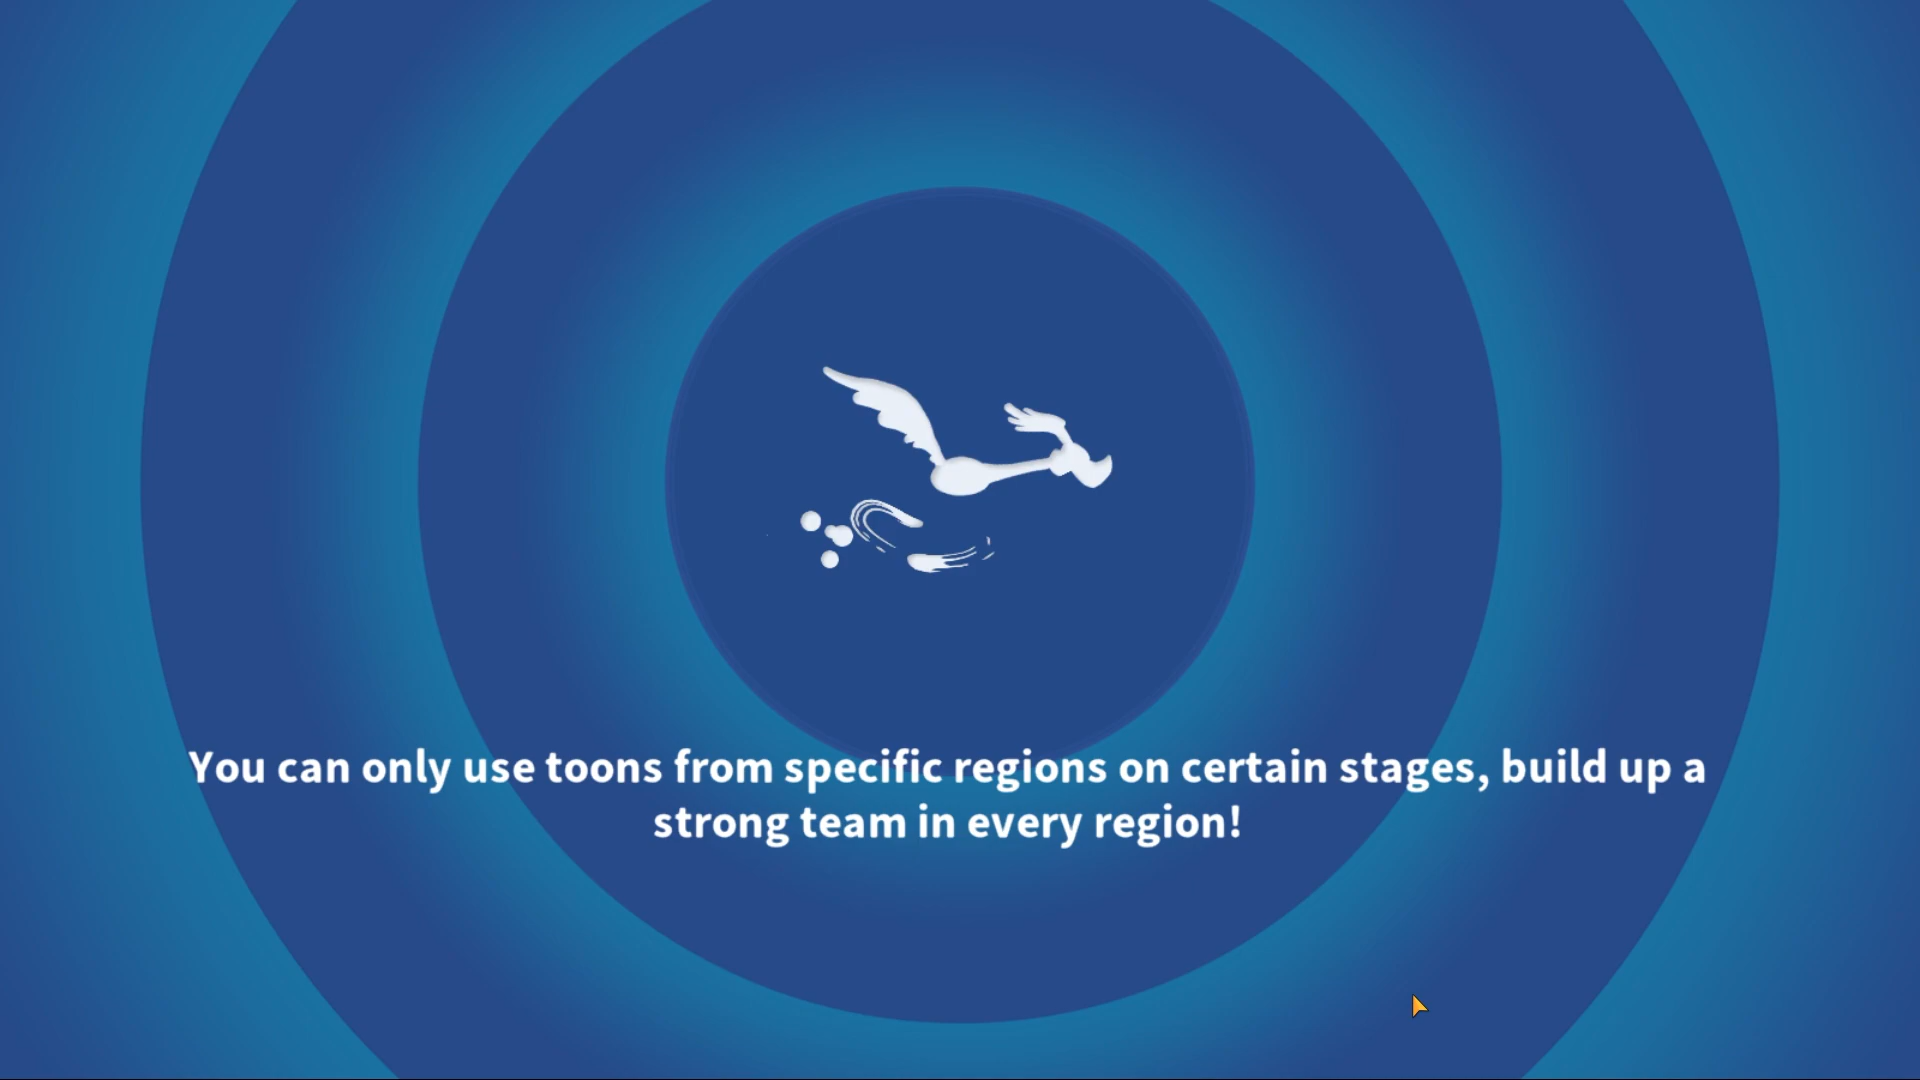 You can only use toons from specific regions on certain stages, build up a
strong team in every region!